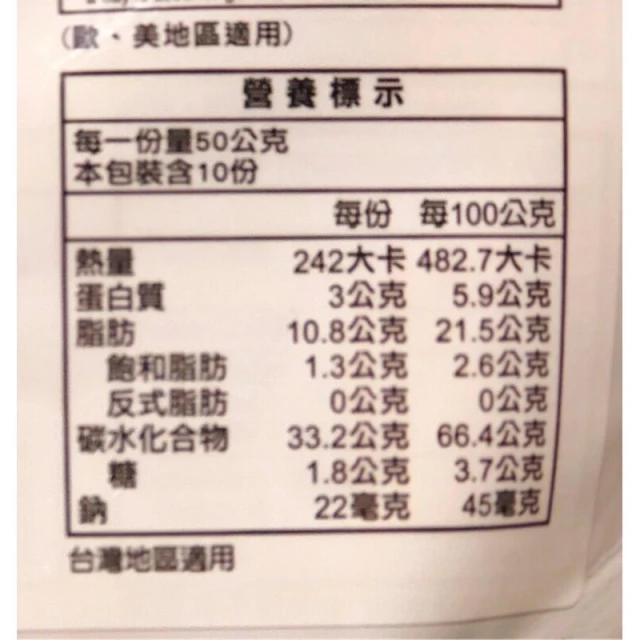 (歐、美地區適用)
營養標示
每一份量50公克
本包裝含10份
每份 每100公克
熱量 242大卡 482.7大卡
蛋白質 3公克 5.9公克
脂肪 10.8公克 21.5公克
飽和脂肪 1.3公克 2.6公克
反式脂肪 0公克 0公克
碳水化合物 33.2公克 66.4公克
糖 1.8公克 3.7公克
鈉 22毫克 45毫克
台灣地區適用